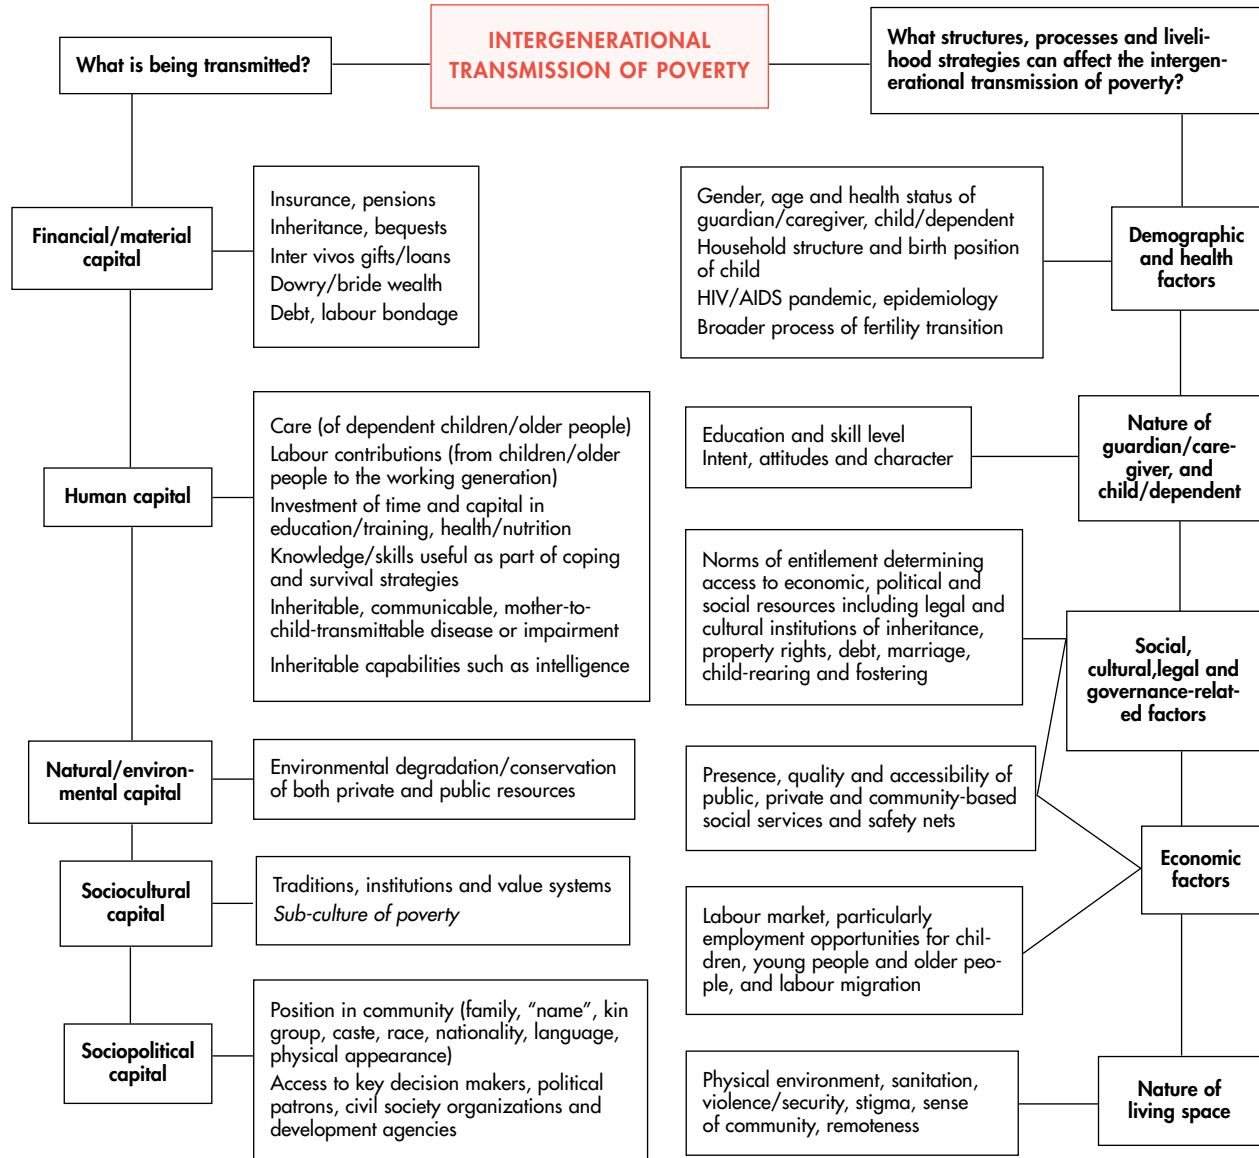 INTERGENERATIONAL
TRANSMISSION OF POVERTY
What is being transmitted?
Financial/material
capital
Insurance, pensions
Inheritance, bequests
Inter vivos gifts/loans
Dowry/bride wealth
Debt, labour bondage
Human capital
Care (of dependent children/older people)
Labour contributions (from children/older
people to the working generation)
Investment of time and capital in
education/training, health/nutrition
Knowledge/skills useful as part of coping
and survival strategies
Inheritable, communicable, mother-to-
child-transmittable disease or impairment
Inheritable capabilities such as intelligence
Natural/environ-
mental capital
Environmental degradation/conservation
of both private and public resources
Sociocultural
capital
Traditions, institutions and value systems
Sub-culture of poverty
Sociopolitical
capital
Position in community (family, “name”, kin
group, caste, race, nationality, language,
physical appearance)
Access to key decision makers, political
patrons, civil society organizations and
development agencies
What structures, processes and liveli-
hood strategies can affect the intergen-
erational transmission of poverty?
Gender, age and health status of
guardian/caregiver, child/dependent
Household structure and birth position
of child
HIV/AIDS pandemic, epidemiology
Broader process of fertility transition
Demographic
and health
factors
Education and skill level
Intent, attitudes and character
Nature of
guardian/care-
giver, and
child/dependent
Norms of entitlement determining
access to economic, political and
social resources including legal and
cultural institutions of inheritance,
property rights, debt, marriage,
child-rearing and fostering
Social,
cultural,legal and
governance-relat-
ed factors
Presence, quality and accessibility of
public, private and community-based
social services and safety nets
Economic
factors
Labour market, particularly
employment opportunities for chil-
dren, young people and older peo-
ple, and labour migration
Physical environment, sanitation,
violence/security, stigma, sense
of community, remoteness
Nature of
living space